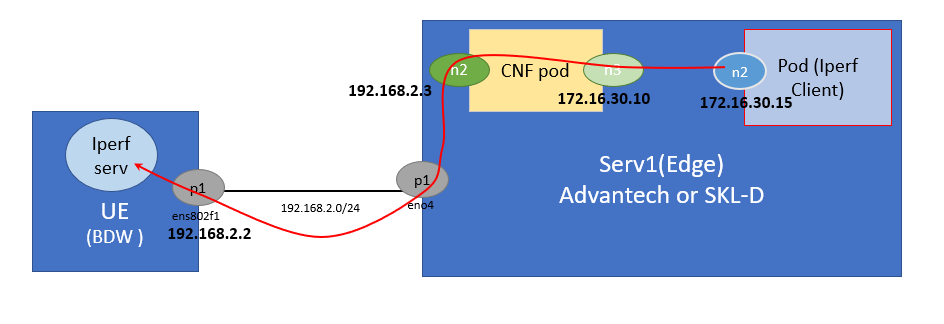 n2
CNF pod
n3
n2
Pod (Iperf
Client)
192.168.2.3
172.16.30.10
172.16.30.15
Iperf
serv
UE
(BDW )
p1
ens802f1
192.168.2.2
192.168.2.0/24
p1
eno4
Serv1(Edge)
Advantech or SKL-D